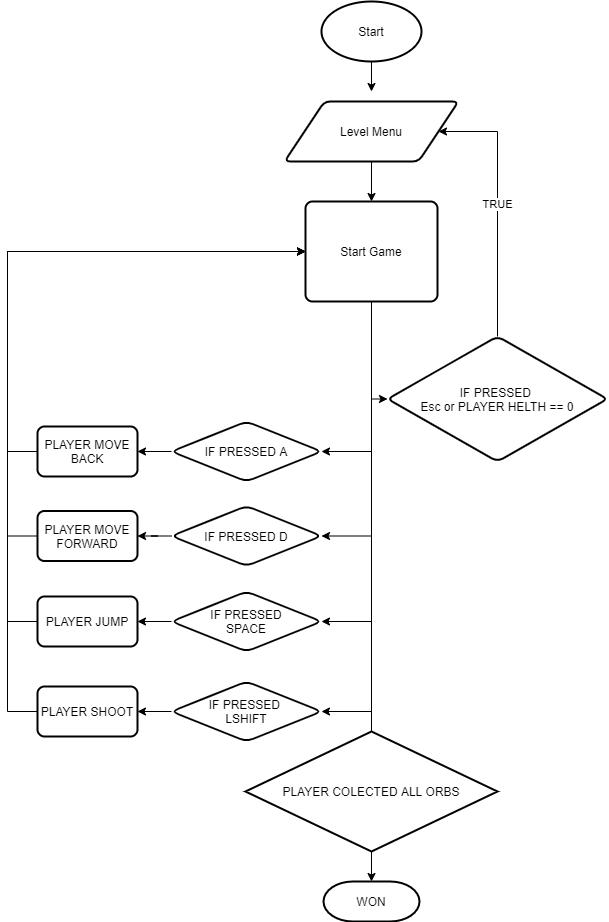 Start
Level Menu
TRUE
Start Game
IF PRESSED
Esc or PLAYER HELTH == 0
PLAYER MOVE
BACK
IF PRESSED A
PLAYER MOVE
FORWARD
IF PRESSED D
PLAYER JUMP
IF PRESSED
SPACE
PLAYER SHOOT
IF PRESSED
LSHIFT
PLAYER COLECTED ALL ORBS
WON